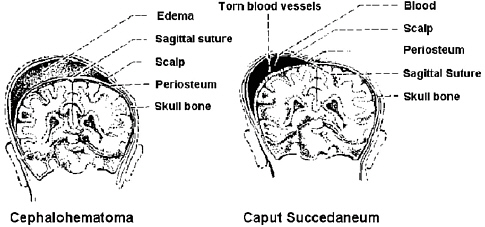 Edema
Sagittal suture
Scalp
Periosteum
Skull bone
Cephalohematoma
Torn blood vessels
Blood
Scalp
Periosteum
Sagittal Suture
Skull bone
Caput Succedaneum